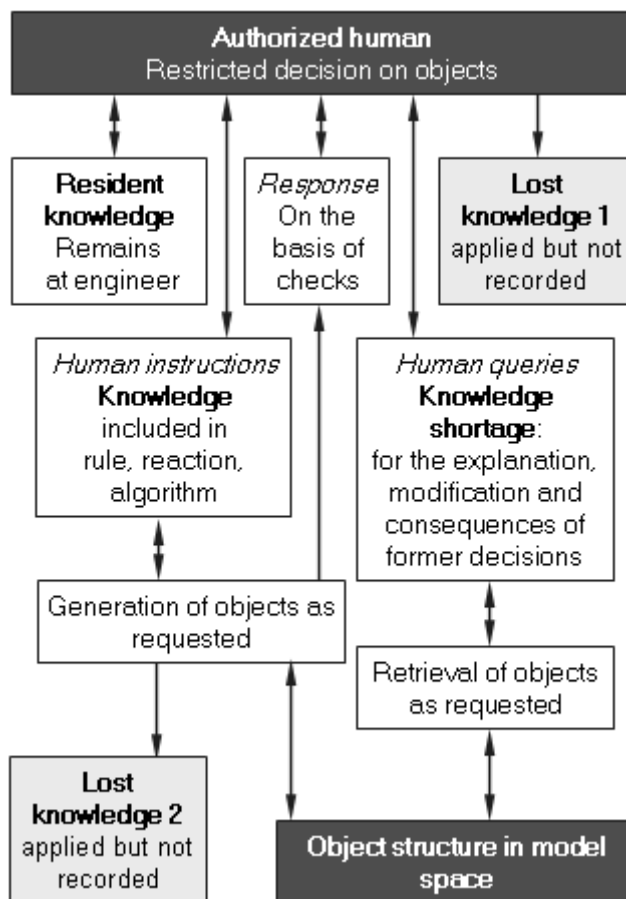 Authorized human
Restricted decision on objects
Resident
knowledge
Remains
at engineer
Response
On the
basis of
checks
Lost
knowledge 1
applied but not
recorded
Human instructions
Knowledge
included in
rule, reaction,
algorithm
Human queries
Knowledge
shortage:
for the explanation,
modification and
consequences of
former decisions
Generation of objects as
requested
Retrieval of objects
as requested
Lost
knowledge 2
applied but not
recorded
Object structure in model
space